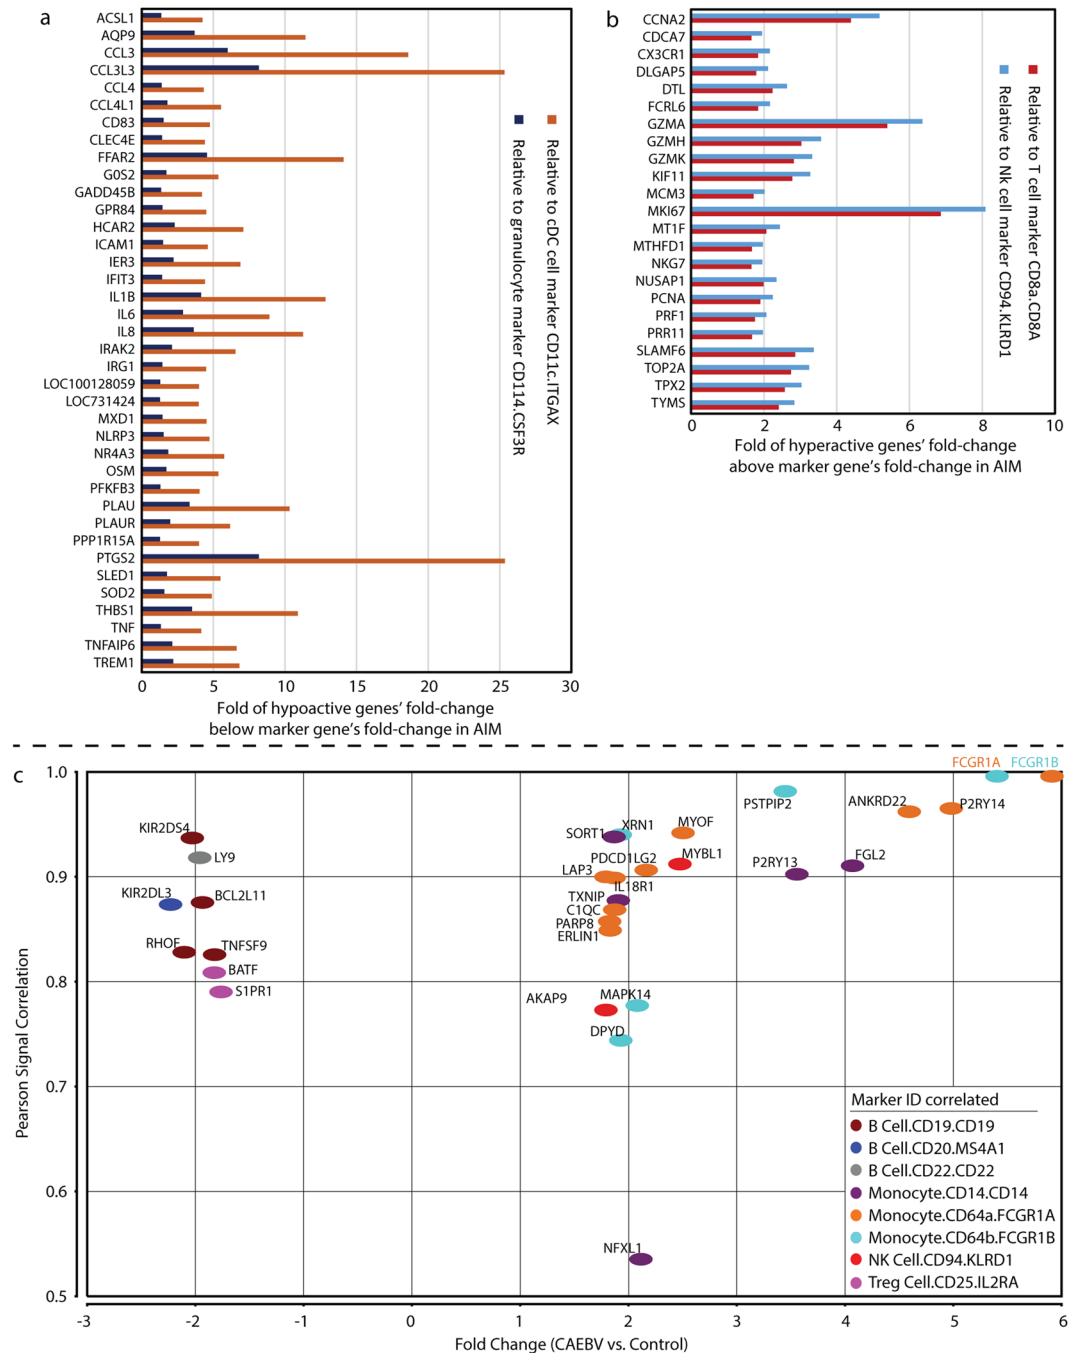 a
ACSL1
AQP9
CCL3
CCL3L3
CCL4
CCL4L1
CD83
CLEC4E
FFAR2
G0S2
GADD45B
GPR84
HCAR2
ICAM1
IER3
IFIT3
IL1B
IL6
IL8
IRAK2
IRG1
LOC100128059
LOC731424
MXD1
NLRP3
NR4A3
OSM
PFKFB3
PLAU
PLAUR
PPP1R15A
PTGS2
SLED1
SOD2
THBS1
TNF
TNFAIP6
TREM1
0 5 10 15 20 25 30
Fold of hypoactive genes’ fold-change
below marker gene’s fold-change in AIM
Relative to cDC cell marker CD11c.ITGAX
Relative to granulocyte marker CD114.CSF3R
b
CCNA2
CDCA7
CX3CR1
DLGAP5
DTL
FCRL6
GZMA
GZMH
GZMK
KIF11
MCM3
MKI67
MT1F
MTHFD1
NKG7
NUSAP1
PCNA
PRF1
PRR11
SLAMF6
TOP2A
TPX2
TYMS
0 2 4 6 8 10
Fold of hyperactive genes’ fold-change
above marker gene’s fold-change in AIM
Relative to T cell marker CD8a.CD8A
Relative to Nk cell marker CD94.KLRD1
c
Pearson Signal Correlation
1.0
0.9
0.8
0.7
0.6
0.5
FCGR1A FCGR1B
PSTPIP2
ANKRD22
P2RY14
KIR2DS4
XRN1
SORT1
MYOF
LY9
PDCD1LG2
MYBL1
P2RY13
FGL2
LAP3
KIR2DL3
BCL2L11
IL18R1
TXNIP
C1QC
PARP8
ERLIN1
RHOF
TNFSF9
BATF
S1PR1
AKAP9
MAPK14
DPYD
NFXL1
Marker ID correlated
B Cell.CD19.CD19
B Cell.CD20.MS4A1
B Cell.CD22.CD22
Monocyte.CD14.CD14
Monocyte.CD64a.FCGR1A
Monocyte.CD64b.FCGR1B
NK Cell.CD94.KLRD1
Treg Cell.CD25.IL2RA
-3 -2 -1 0 1 2 3 4 5 6
Fold Change (CAEBV vs. Control)